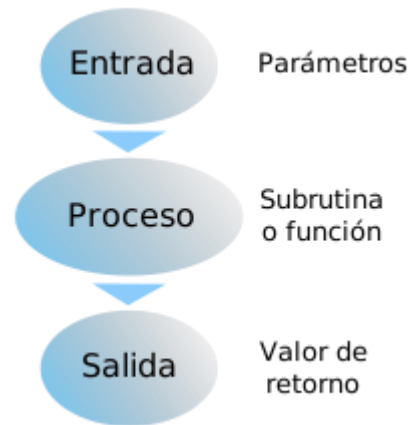 Entrada
Parámetros
Proceso
Subrutina
o función
Salida
Valor de
retorno